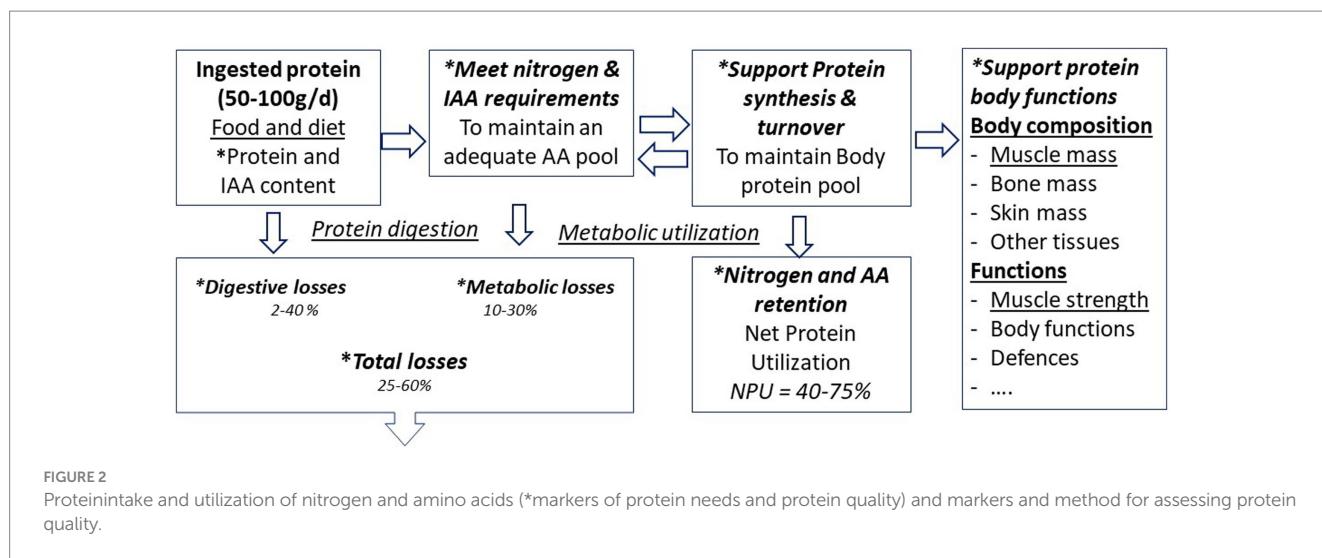 Ingested protein
(50-100g/d)
Food and diet
*Protein and
IAA content
*Meet nitrogen &
IAA requirements
To maintain an
adequate AA pool
*Support Protein
synthesis &
turnover
To maintain Body
protein pool
*Support protein
body functions
Body composition
- Muscle mass
- Bone mass
- Skin mass
- Other tissues
Functions
- Muscle strength
- Body functions
- Defences
- ....
Protein digestion
Metabolic utilization
*Digestive losses
2-40 %
*Metabolic losses
10-30%
*Total losses
25-60%
*Nitrogen and AA
retention
Net Protein
Utilization
NPU = 40-75%
FIGURE 2
Proteinintake and utilization of nitrogen and amino acids (*markers of protein needs and protein quality) and markers and method for assessing protein
quality.